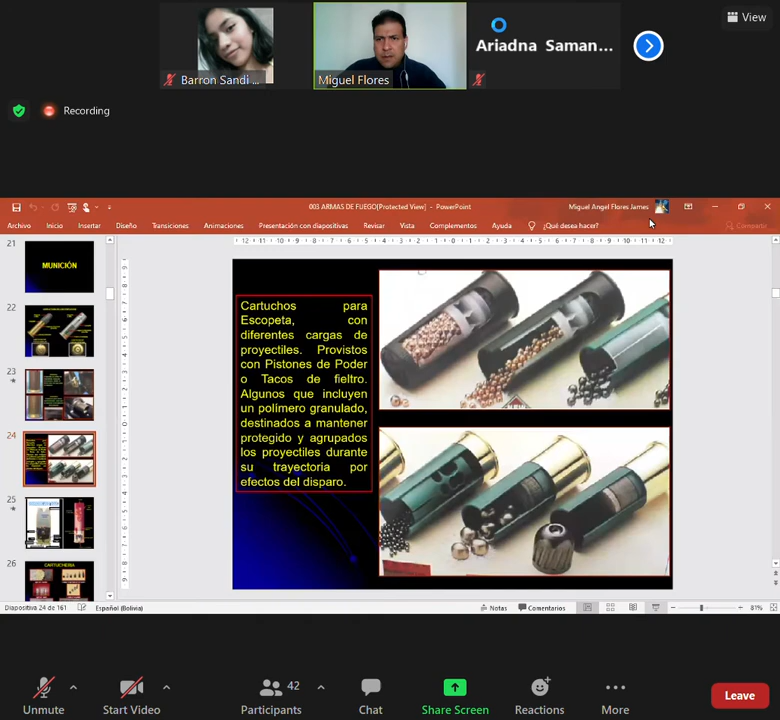 View
Barron Sandi ...
Miguel Flores
Ariadna Saman...
Recording
003 ARMAS DE FUEGO[Protected View] - PowerPoint
Miguel Angel Flores James
Archivo Inicio Insertar Diseño Transiciones Animaciones Presentación con diapositivas Revisar Vista Complementos Ayuda ¿Qué desea hacer? Compartir
21
MUNICIÓN
22
23
24
25
26
CARTUCHERIA
Cartuchos para
Escopeta, con
diferentes cargas de
proyectiles. Provistos
con Pistones de Poder
o Tacos de fieltro.
Algunos que incluyen
un polímero granulado,
destinados a mantener
protegido y agrupados
los proyectiles durante
su trayectoria por
efectos del disparo.
Diapositiva 24 de 161 Español (Bolivia) Notas Comentarios 81%
Unmute Start Video Participants 42 Chat Share Screen Reactions More Leave